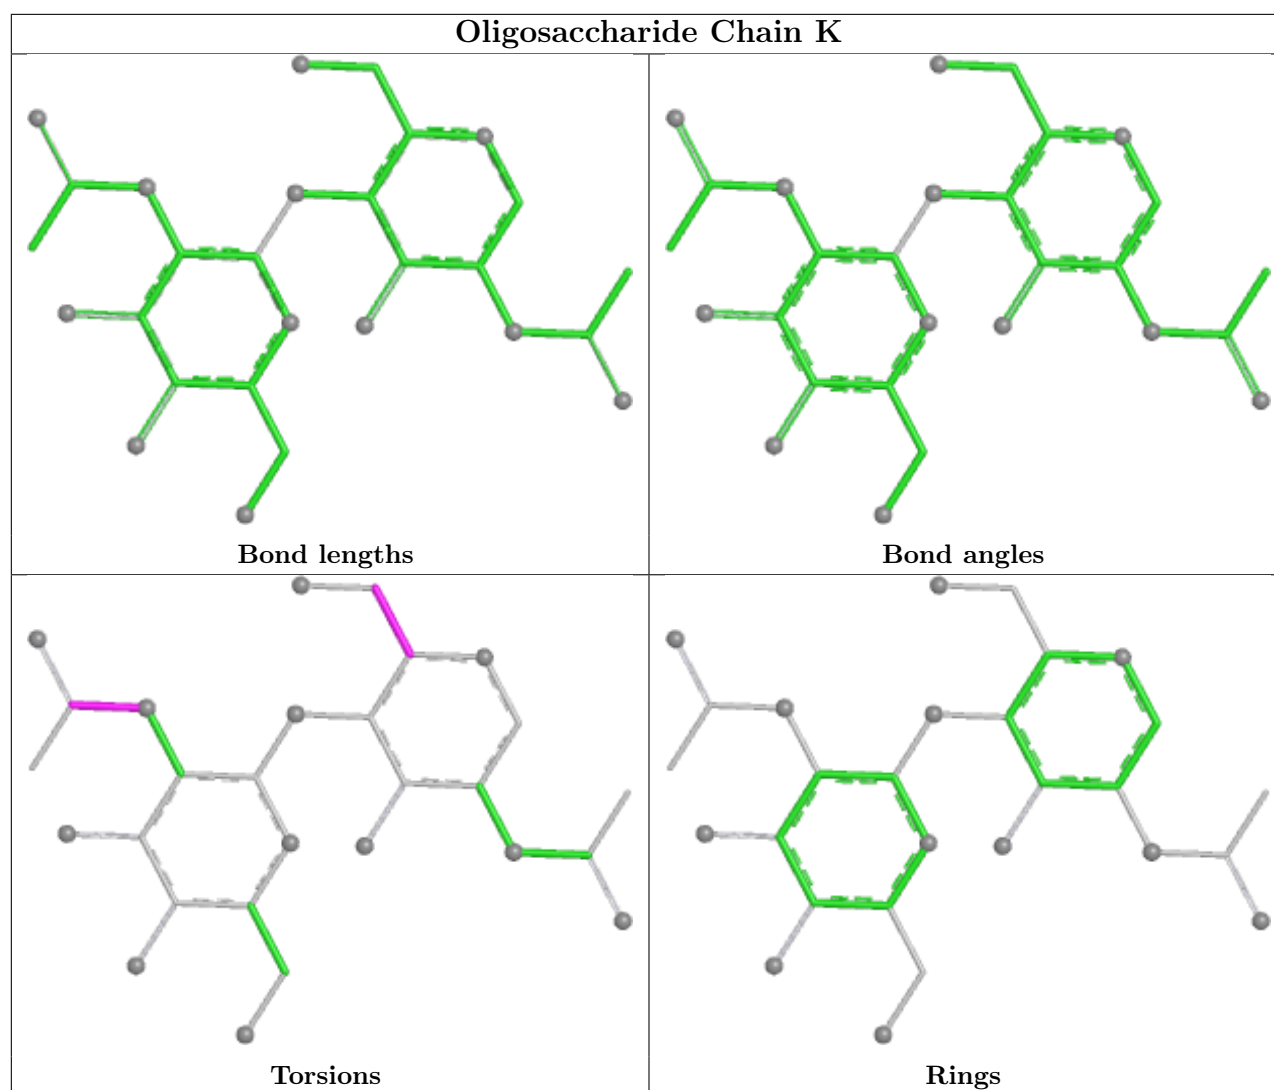 Oligosaccharide Chain K
Bond lengths
Bond angles
Torsions
Rings